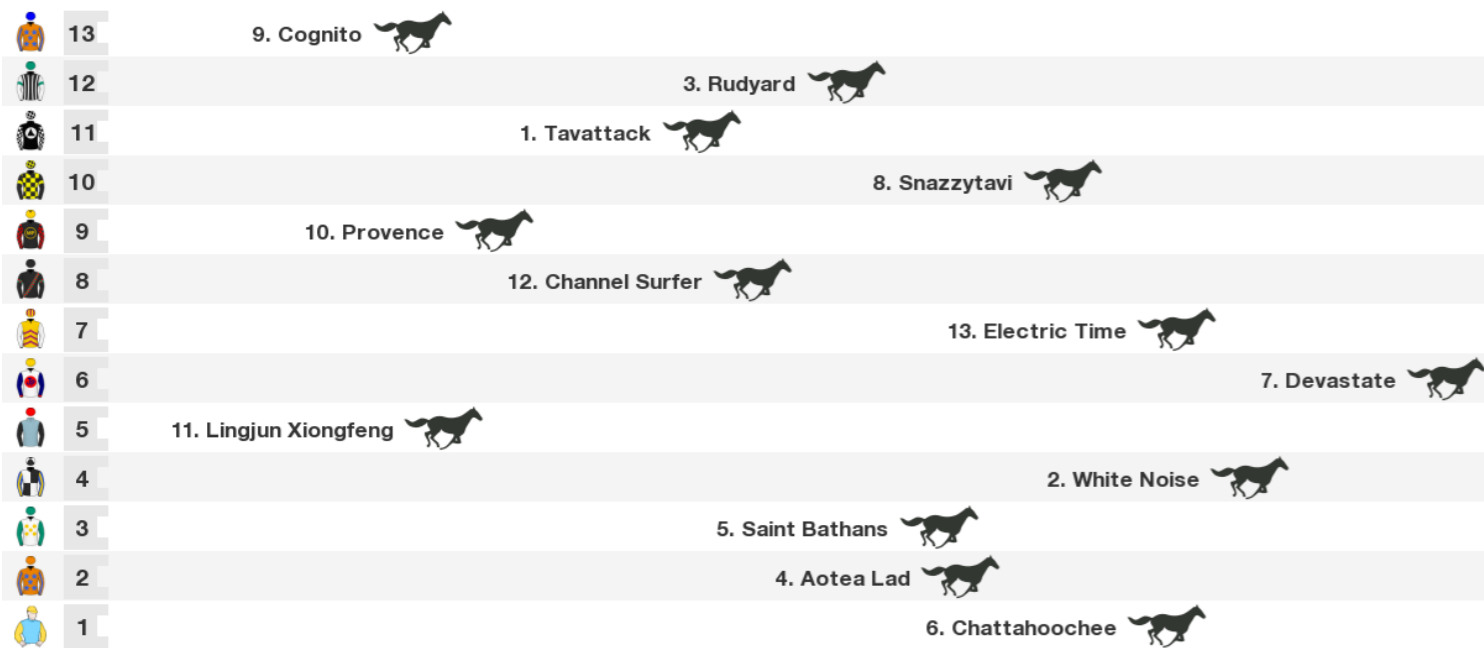 13 9. Cognito
12 3. Rudyard
11 1. Tavattack
10 8. Snazzytavi
9 10. Provence
8 12. Channel Surfer
7 13. Electric Time
6 7. Devastate
5 11. Lingjun Xiongfeng
4 2. White Noise
3 5. Saint Bathans
2 4. Aotea Lad
1 6. Chattahoochee